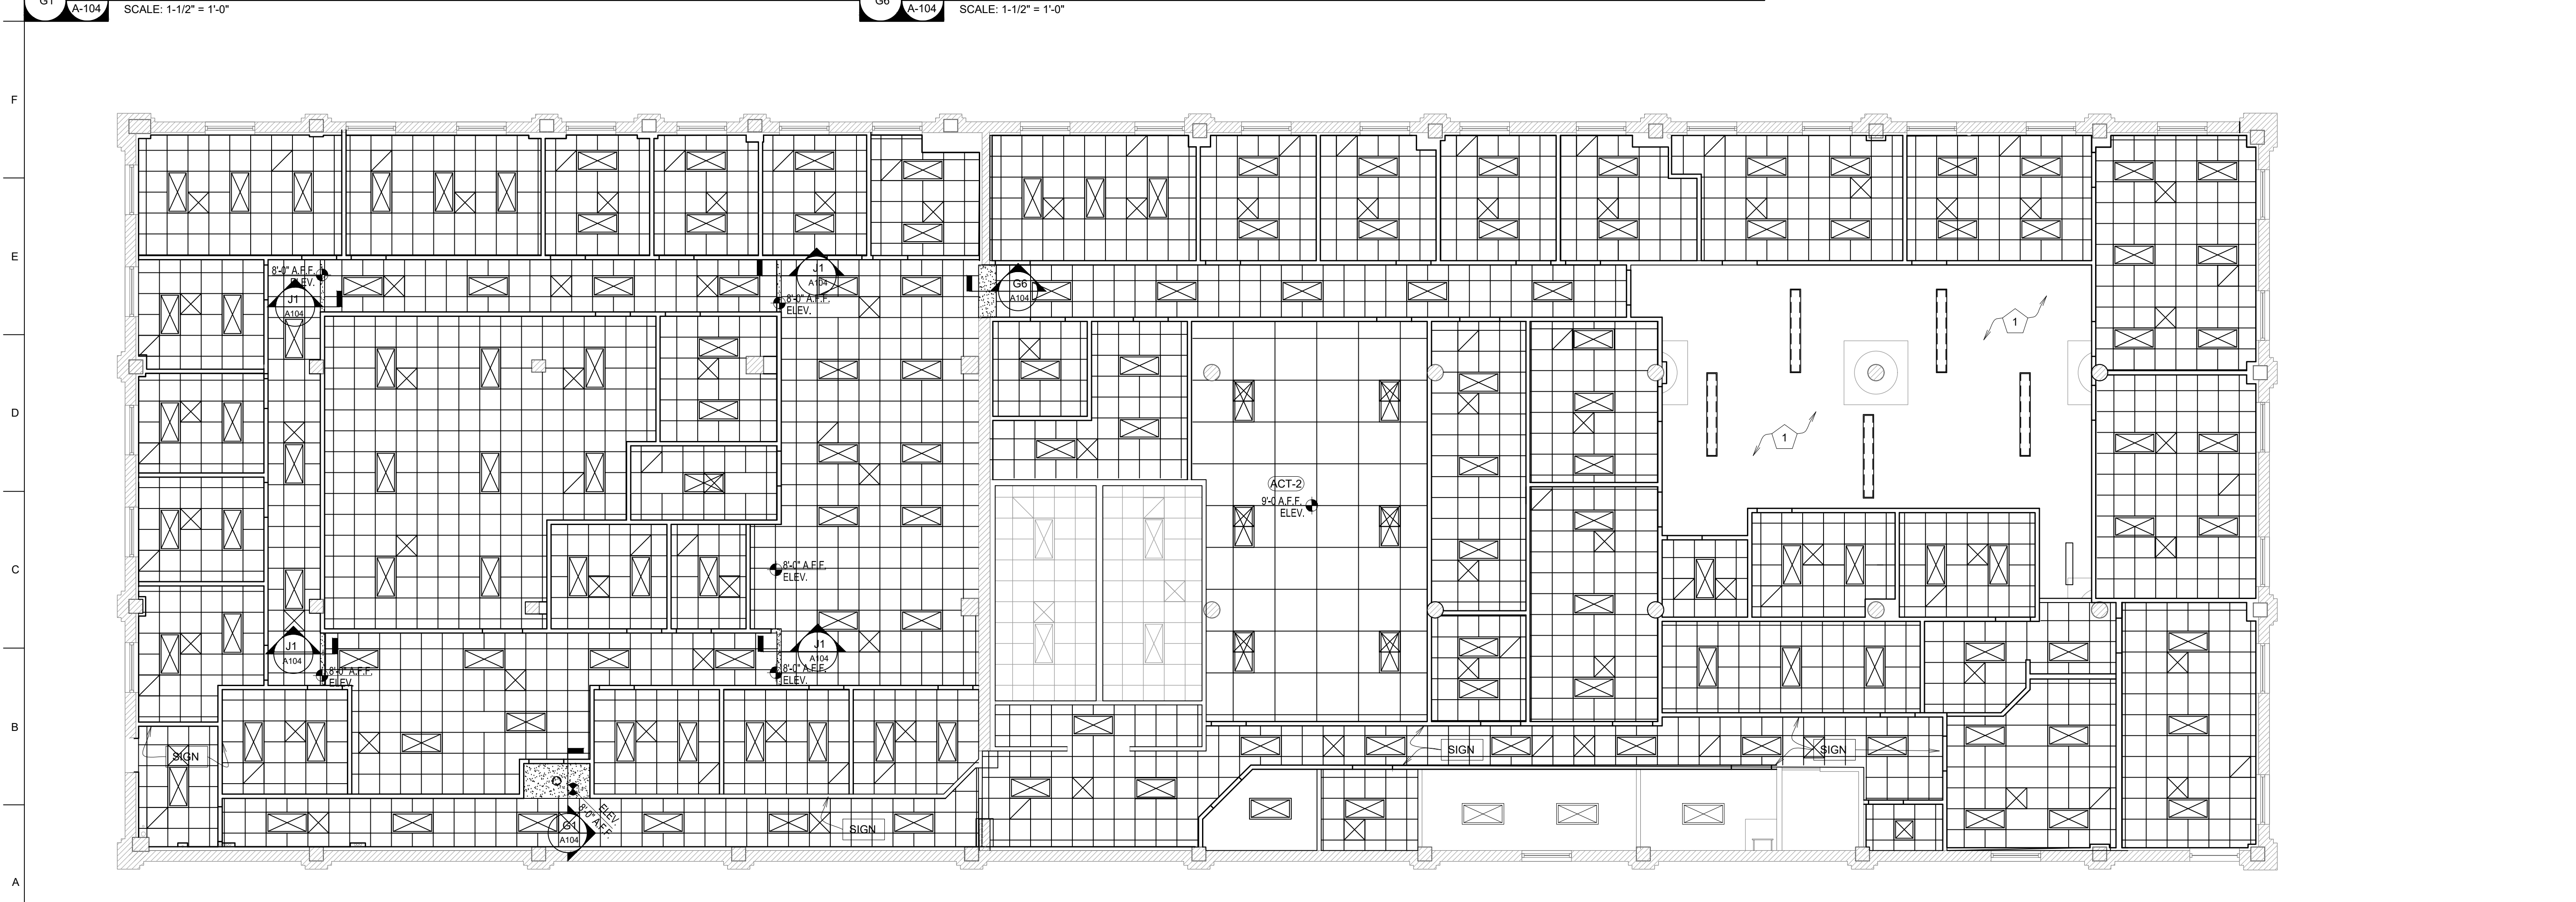 G1
A-104
SCALE: 1-1/2" = 1'-0"
G6
A-104
SCALE: 1-1/2" = 1'-0"
F
E
D
C
B
A
8'-0" A.F.F.
ELEV.
J1
A104
J1
A104
8'-0" A.F.F.
ELEV.
G6
A104
1
1
ACT-2
9'-0 A.F.F.
ELEV.
8'-0" A.F.F.
ELEV.
J1
A104
J1
A104
8'-0" A.F.F.
ELEV.
8'-0" A.F.F.
ELEV.
SIGN
SIGN
SIGN
ELEV.
8'-0" A.F.F.
G1
A104
SIGN